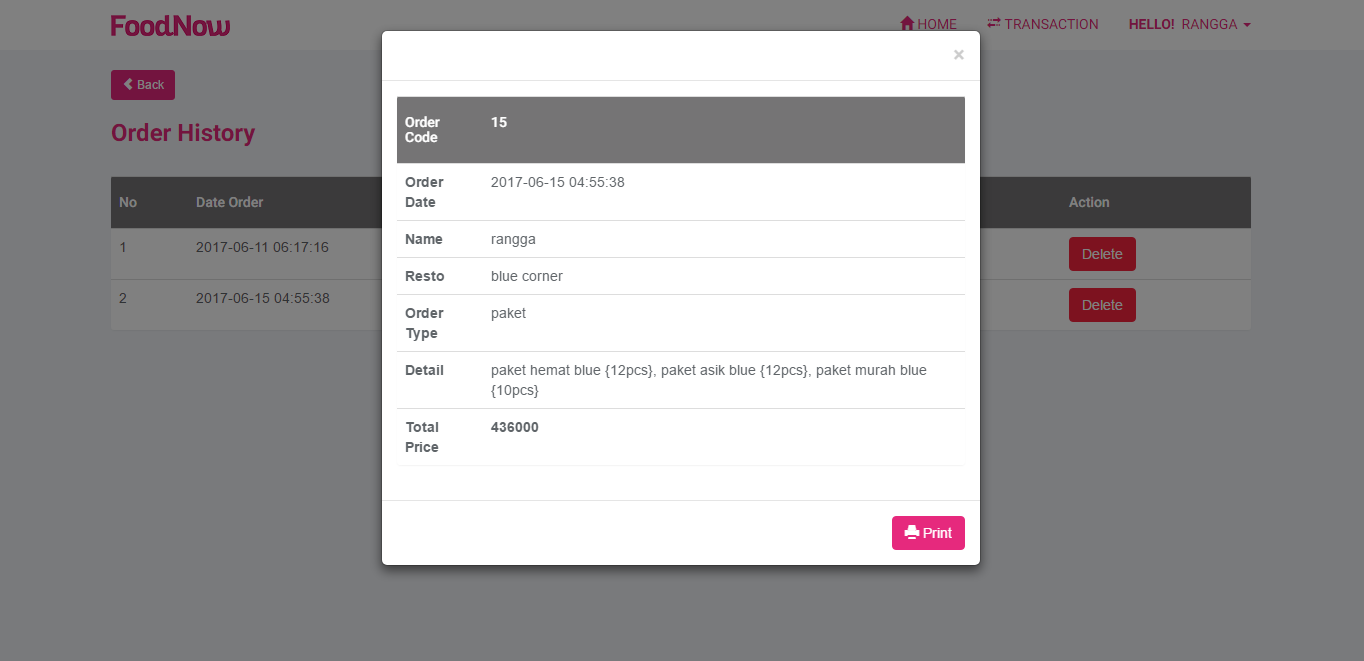 FoodNow
HOME
TRANSACTION
HELLO! RANGGA
×
Back
Order History
No Date Order Action
1 2017-06-11 06:17:16 Delete
2 2017-06-15 04:55:38 Delete
Order 15
Code
Order 2017-06-15 04:55:38
Date
Name rangga
Resto blue corner
Order paket
Type
Detail paket hemat blue {12pcs}, paket asik blue {12pcs}, paket murah blue
{10pcs}
Total 436000
Price
Print